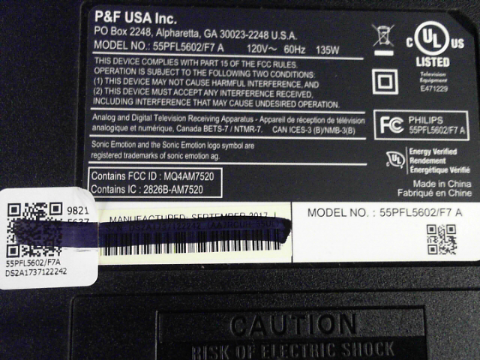 P&F USA Inc.
PO Box 2248, Alpharetta, GA 30023-2248 U.S.A.
MODEL NO.: 55PFL5602/F7 A 120V~ 60Hz 135W
THIS DEVICE COMPLIES WITH PART 15 OF THE FCC RULES.
OPERATION IS SUBJECT TO THE FOLLOWING TWO CONDITIONS:
(1) THIS DEVICE MAY NOT CAUSE HARMFUL INTERFERENCE, AND
(2) THIS DEVICE MUST ACCEPT ANY INTERFERENCE RECEIVED,
INCLUDING INTERFERENCE THAT MAY CAUSE UNDESIRED OPERATION.
Analog and Digital Television Receiving Apparatus - Appareil de réception de télévision
analogique et numérique, Canada BETS-7 / NTMR-7. CAN ICES-3 (B)/NMB-3(B)
Sonic Emotion and the Sonic Emotion logo symbol are
registered trademarks of sonic emotion ag.
Contains FCC ID : MQ4AM7520
Contains IC : 2826B-AM7520
c UL US
LISTED
Television
Equipment
E471229
FC PHILIPS
55PFL5602/F7 A
UL Energy Verified
Rendement
Énergétique Vérifié
Made in China
Fabriqué en Chine
9821
55PFL5602/F7A
DS2A1737122242
MANUFACTURED SEPTEMBER 2017
MODEL NO. : 55PFL5602/F7 A
CAUTION
RISK OF ELECTRIC SHOCK